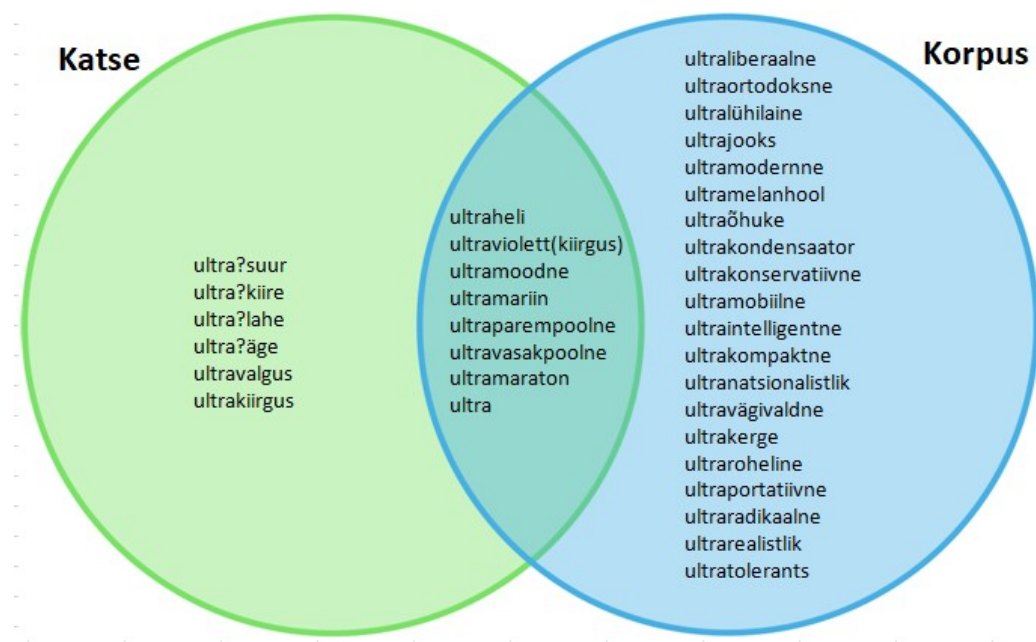 Katse
Korpus
ultra?suur
ultra?kiire
ultra?lahe
ultra?äge
ultravalgus
ultrakiirgus
ultraheli
ultraviolett(kiirgus)
ultramoodne
ultramariin
ultraparempoolne
ultravasakpoolne
ultramaraton
ultra
ultraliberaalne
ultraortodoksne
ultralühilaine
ultrajooks
ultramodernne
ultramelanhool
ultraõhuke
ultrakondensaator
ultrakonservatiivne
ultramobiilne
ultraintelligentne
ultrakompaktne
ultranatsionalistlik
ultravägivaldne
ultrakerge
ultraroheline
ultraportatiivne
ultraradikaalne
ultrarealistlik
ultratolerants